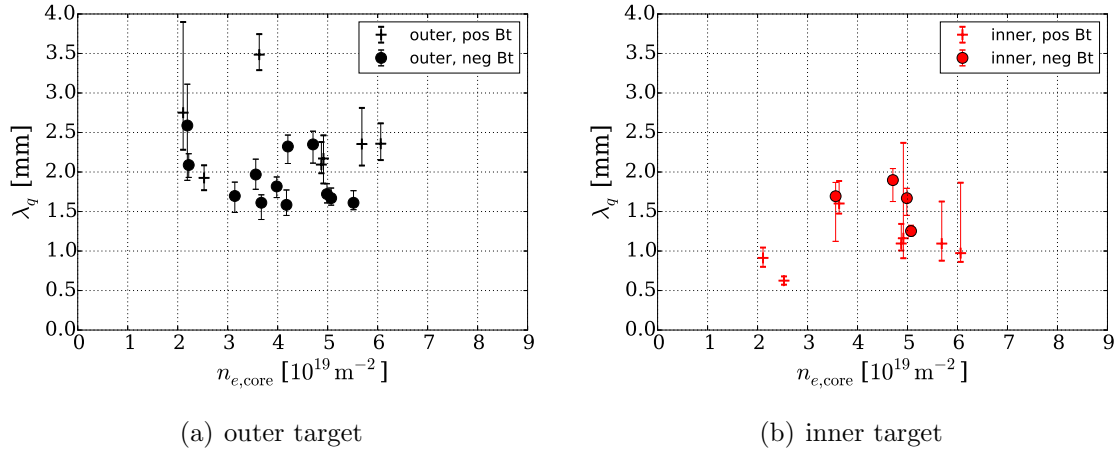 4.0
3.5
3.0
2.5
2.0
1.5
1.0
0.5
0.0
λq [mm]
0 1 2 3 4 5 6 7 8 9
ne,core [10^19 m^−2]
outer, pos Bt
outer, neg Bt
(a) outer target
4.0
3.5
3.0
2.5
2.0
1.5
1.0
0.5
0.0
λq [mm]
0 1 2 3 4 5 6 7 8 9
ne,core [10^19 m^−2]
inner, pos Bt
inner, neg Bt
(b) inner target